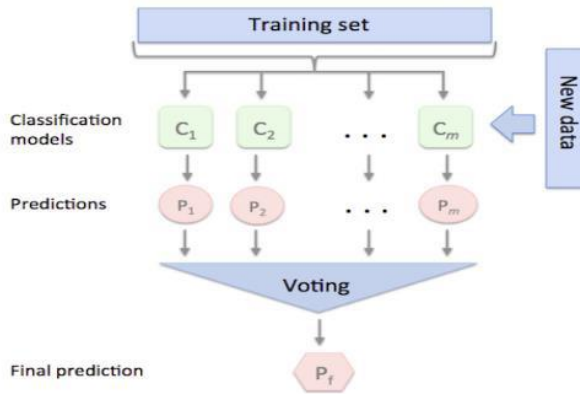 Training set
Classification
models
C1 C2 ... Cm
New data
Predictions
P1 P2 ... Pm
Voting
Final prediction
Pf